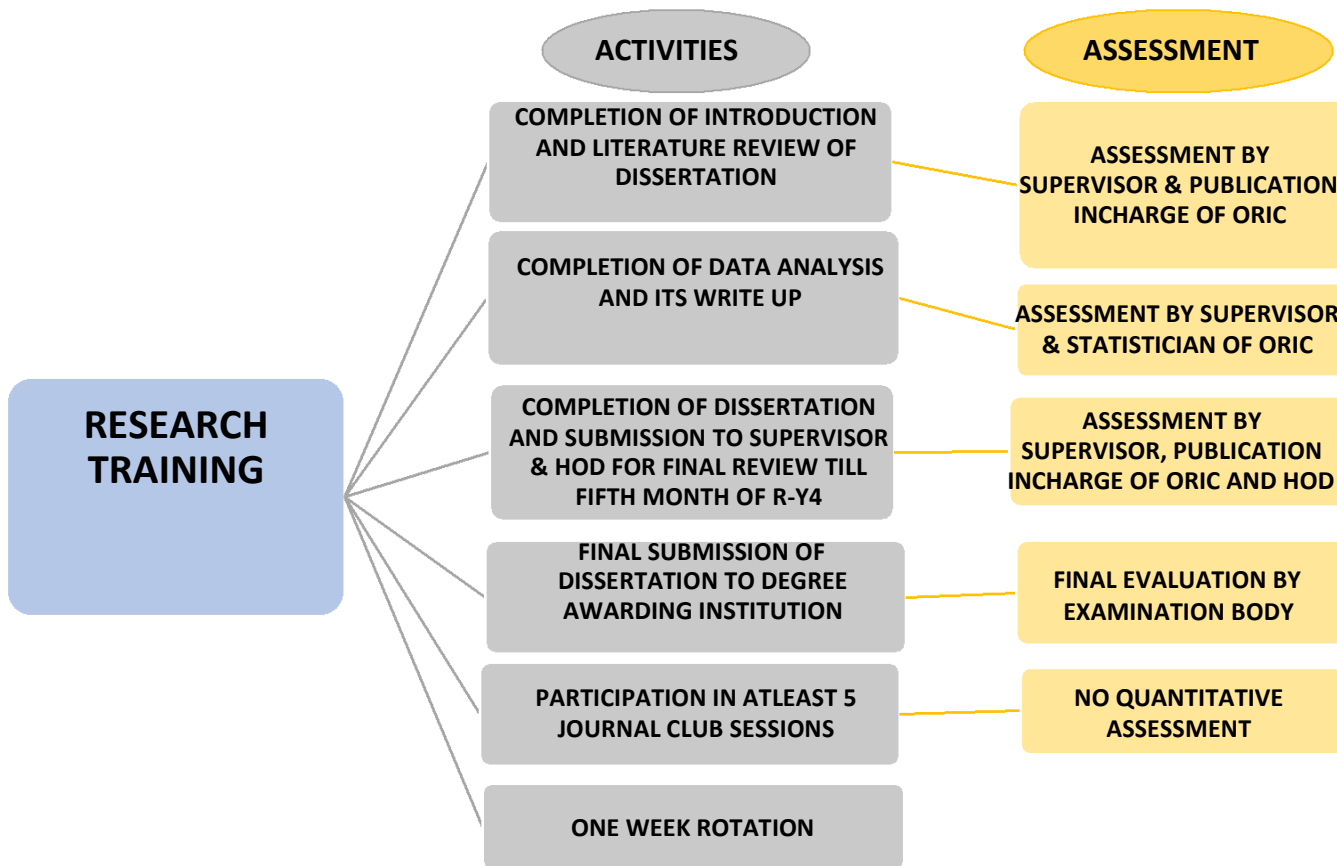 ACTIVITIES
ASSESSMENT
RESEARCH
TRAINING
COMPLETION OF INTRODUCTION
AND LITERATURE REVIEW OF
DISSERTATION
ASSESSMENT BY
SUPERVISOR & PUBLICATION
INCHARGE OF ORIC
COMPLETION OF DATA ANALYSIS
AND ITS WRITE UP
ASSESSMENT BY SUPERVISOR
& STATISTICIAN OF ORIC
COMPLETION OF DISSERTATION
AND SUBMISSION TO SUPERVISOR
& HOD FOR FINAL REVIEW TILL
FIFTH MONTH OF R-Y4
ASSESSMENT BY
SUPERVISOR, PUBLICATION
INCHARGE OF ORIC AND HOD
FINAL SUBMISSION OF
DISSERTATION TO DEGREE
AWARDING INSTITUTION
FINAL EVALUATION BY
EXAMINATION BODY
PARTICIPATION IN ATLEAST 5
JOURNAL CLUB SESSIONS
NO QUANTITATIVE
ASSESSMENT
ONE WEEK ROTATION